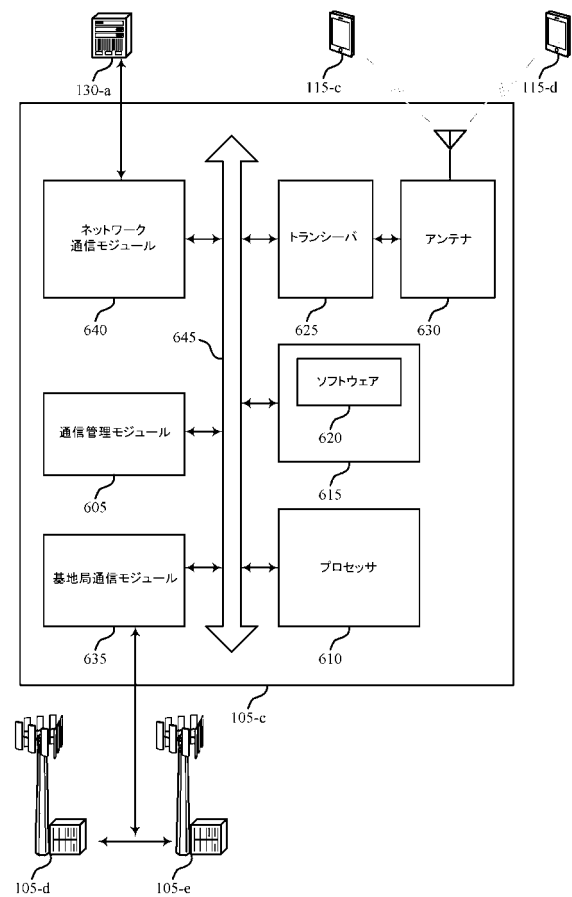 130-a
115-c
115-d
ネットワーク
通信モジュール
640
トランシーバ
625
アンテナ
630
645
ソフトウェア
620
615
通信管理モジュール
605
基地局通信モジュール
635
プロセッサ
610
105-c
105-d
105-e